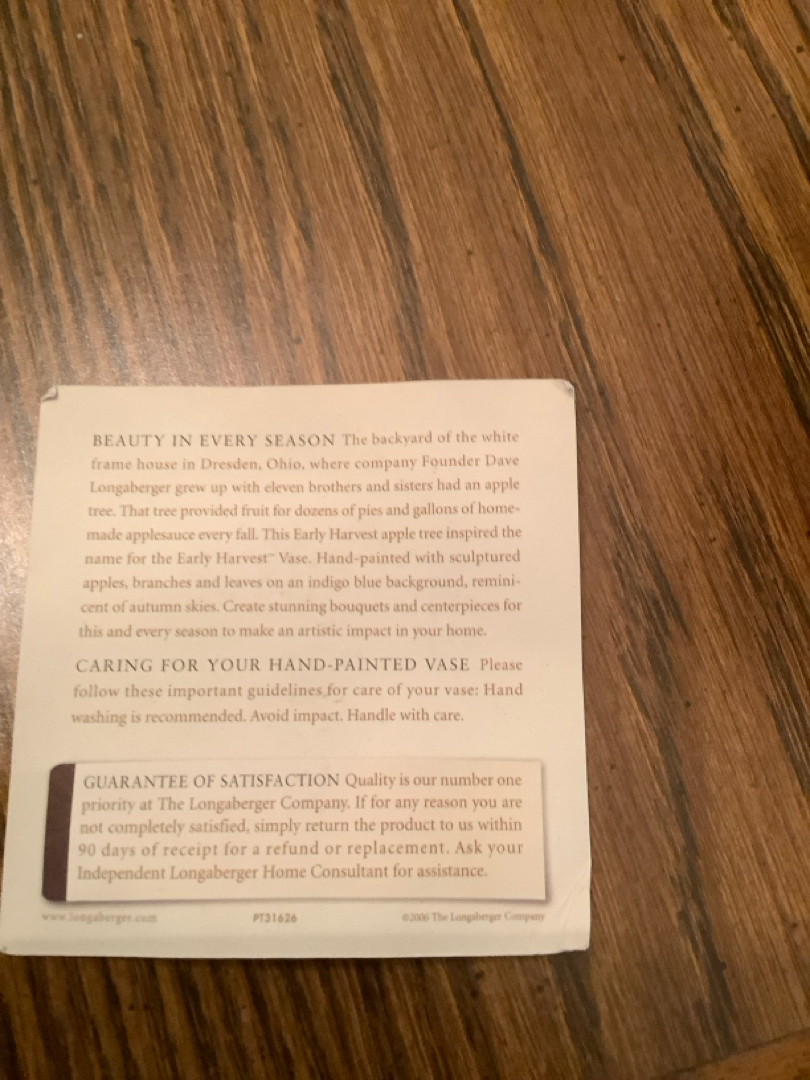 BEAUTY IN EVERY SEASON The backyard of the white
frame house in Dresden, Ohio, where company Founder Dave
Longaberger grew up with eleven brothers and sisters had an apple
tree. That tree provided fruit for dozens of pies and gallons of home-
made applesauce every fall. This Early Harvest apple tree inspired the
name for the Early Harvest™ Vase. Hand-painted with sculptured
apples, branches and leaves on an indigo blue background, remini-
cent of autumn skies. Create stunning bouquets and centerpieces for
this and every season to make an artistic impact in your home.
CARING FOR YOUR HAND-PAINTED VASE Please
follow these important guidelines for care of your vase: Hand
washing is recommended. Avoid impact. Handle with care.
GUARANTEE OF SATISFACTION Quality is our number one
priority at The Longaberger Company. If for any reason you are
not completely satisfied, simply return the product to us within
90 days of receipt for a refund or replacement. Ask your
Independent Longaberger Home Consultant for assistance.
www.longaberger.com PT31626 ©2006 The Longaberger Company